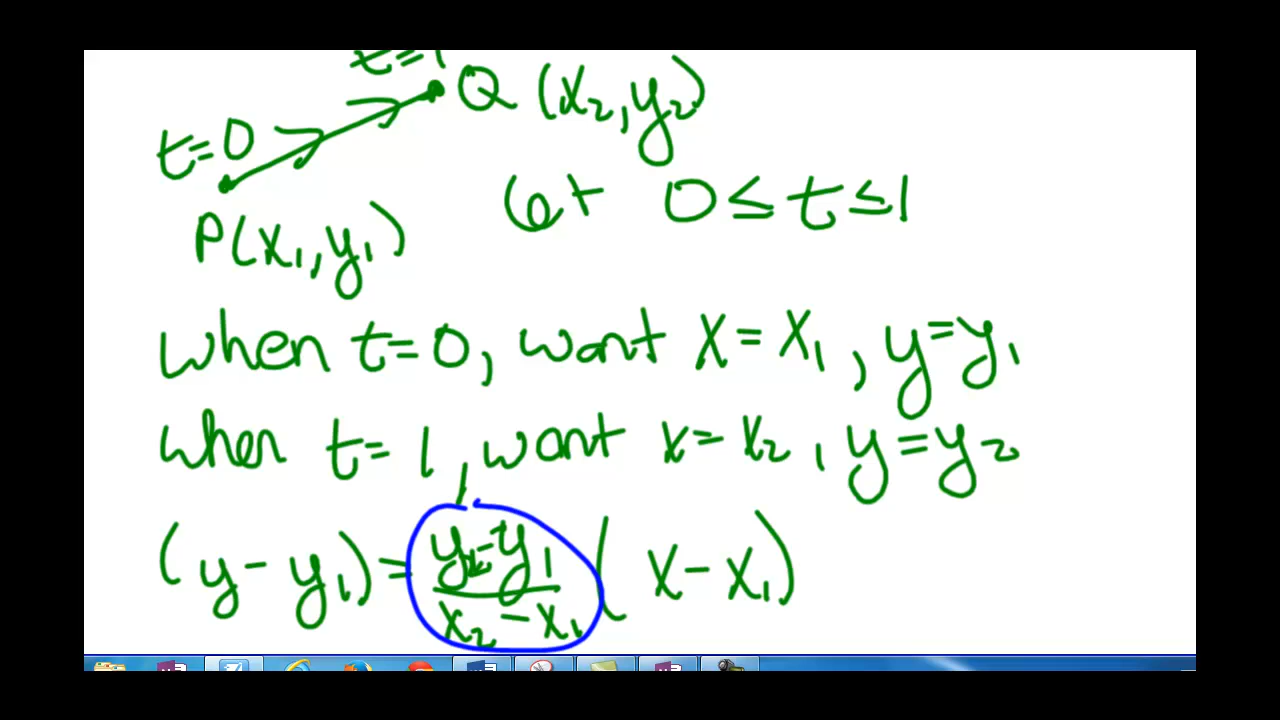 t=1
Q (x₂,y₂)
t=0
P(x₁,y₁)
let 0≤t≤1
when t=0, want x=x₁, y=y₁
when t=1, want x=x₂, y=y₂
(y-y₁)= y₂-y₁/x₂-x₁ (x-x₁)